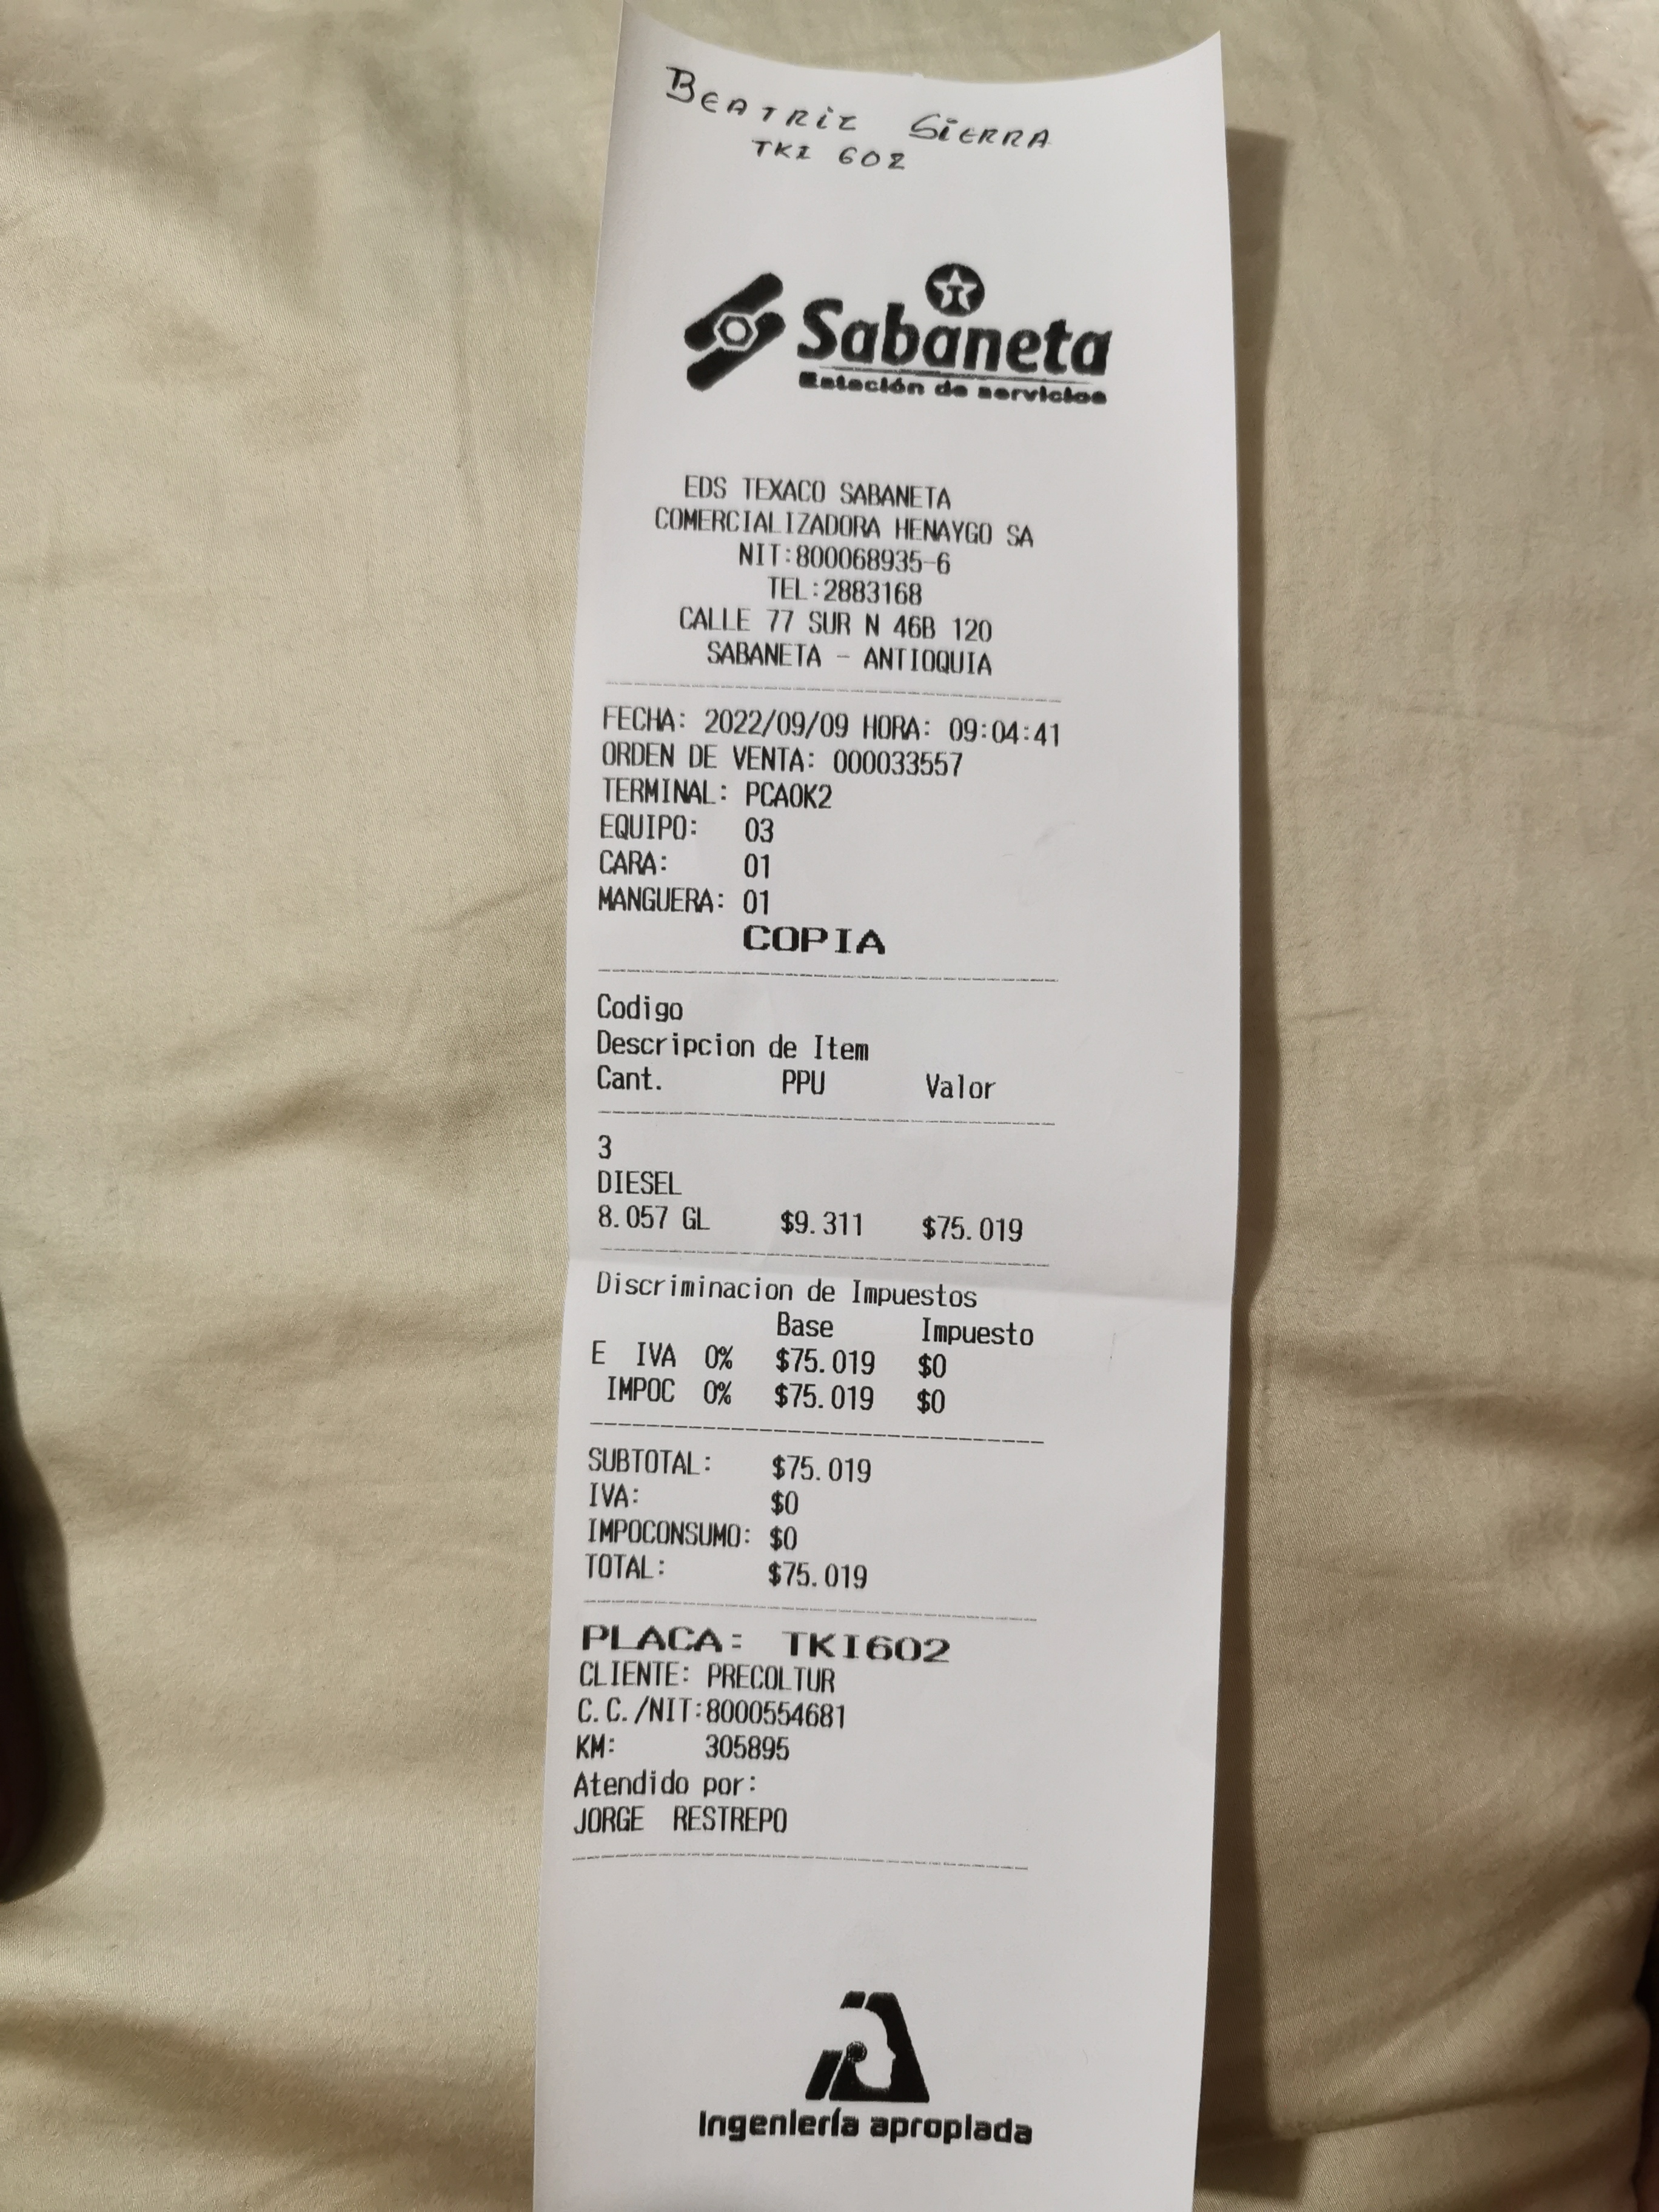 BEATRIZ SIERRA
TKI 602
Sabaneta
Estación de servicios
EDS TEXACO SABANETA
COMERCIALIZADORA HENAYGO SA
NIT:800068935-6
TEL:2883168
CALLE 77 SUR N 46B 120
SABANETA - ANTIOQUIA
FECHA: 2022/09/09 HORA: 09:04:41
ORDEN DE VENTA: 000033557
TERMINAL: PCAOK2
EQUIPO: 03
CARA: 01
MANGUERA: 01
COPIA
Codigo
Descripcion de Item
Cant. PPU Valor
3
DIESEL
8.057 GL $9.311 $75.019
Discriminacion de Impuestos
Base Impuesto
E IVA 0% $75.019 $0
IMPOC 0% $75.019 $0
SUBTOTAL: $75.019
IVA: $0
IMPOCONSUMO: $0
TOTAL: $75.019
PLACA: TKI602
CLIENTE: PRECOLTUR
C.C./NIT:8000554681
KM: 305895
Atendido por:
JORGE RESTREPO
Ingeniería apropiada